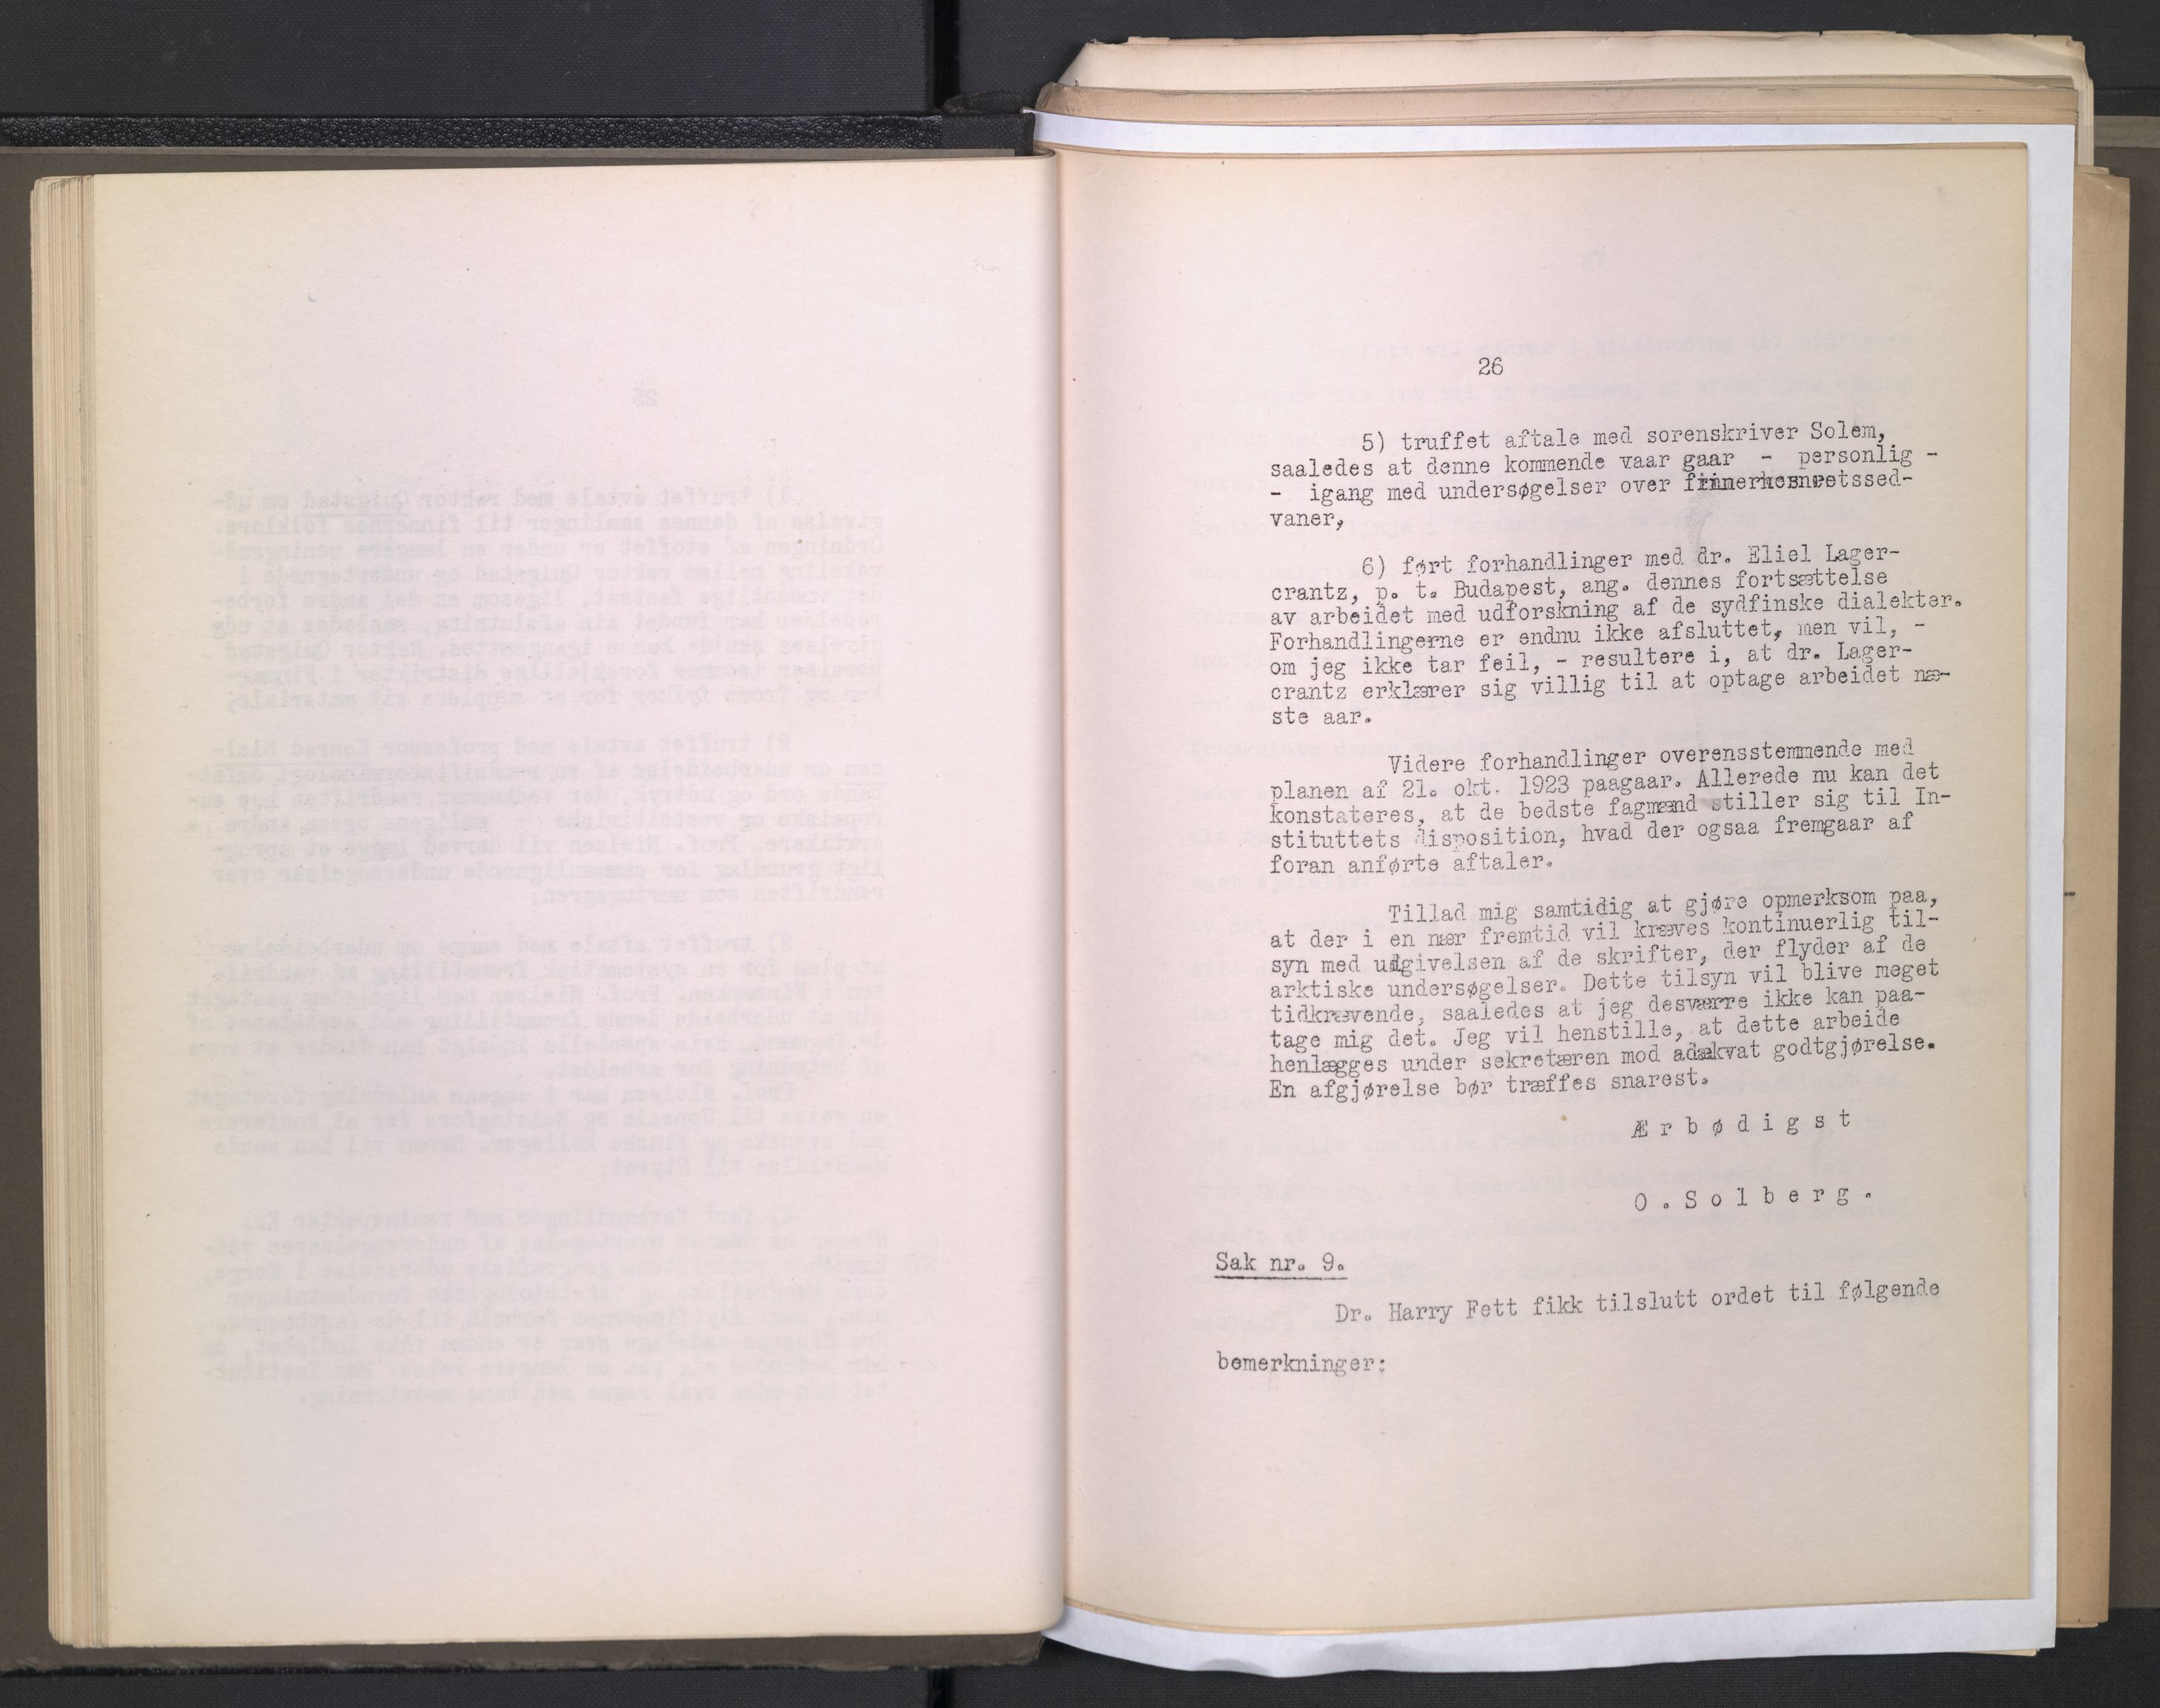 26
5) truffet aftale med sorenskriver Solem,
saaledes at denne kommende vaar gaar - personlig -
- igang med undersøgelser over retssed-
vaner,
6) ført forhandlinger med dr. Eliel Lager-
crantz, p. t. Budapest, ang. dennes fortsættelse
av arbeidet med udforskning af de sydfinske dialekter.
Forhandlingerne er endnu ikke afsluttet, men vil, -
om jeg ikke tar feil, - resultere i, at dr. Lager-
crantz erklærer sig villig til at optage arbeidet næ-
ste aar.
Videre forhandlinger overensstemmende med
planen af 21. okt. 1923 paagaar. Allerede nu kan det
konstateres, at de bedste fagmænd stiller sig til In-
stituttets disposition, hvad der ogsaa fremgaar af
foran anførte aftaler.
Tillad mig samtidig at gjøre opmerksom paa,
at der i en nær fremtid vil kræves kontinuerlig til-
syn med udgivelsen af de skrifter, der flyder af de
arktiske undersøgelser. Dette tilsyn vil blive meget
tidkrævende, saaledes at jeg desværre ikke kan paa-
tage mig det. Jeg vil henstille, at dette arbeide
henlægges under sekretæren mod adækvat godtgjørelse.
En afgjørelse bør træffes snarest.
Ærbødigst
O. Solberg.
Sak nr. 9.
Dr. Harry Fett fikk tilslutt ordet til følgende
bemerkninger: